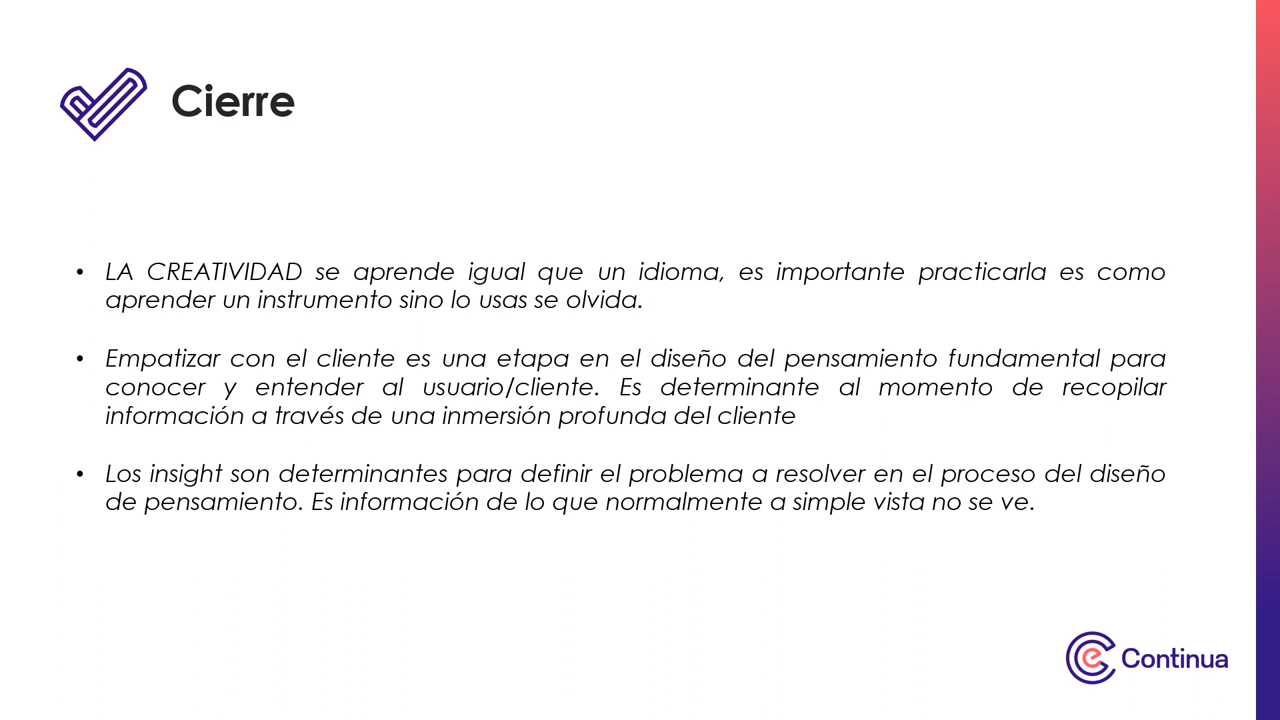 Cierre
• LA CREATIVIDAD se aprende igual que un idioma, es importante practicarla es como
aprender un instrumento sino lo usas se olvida.
• Empatizar con el cliente es una etapa en el diseño del pensamiento fundamental para
conocer y entender al usuario/cliente. Es determinante al momento de recopilar
información a través de una inmersión profunda del cliente
• Los insight son determinantes para definir el problema a resolver en el proceso del diseño
de pensamiento. Es información de lo que normalmente a simple vista no se ve.
Continua